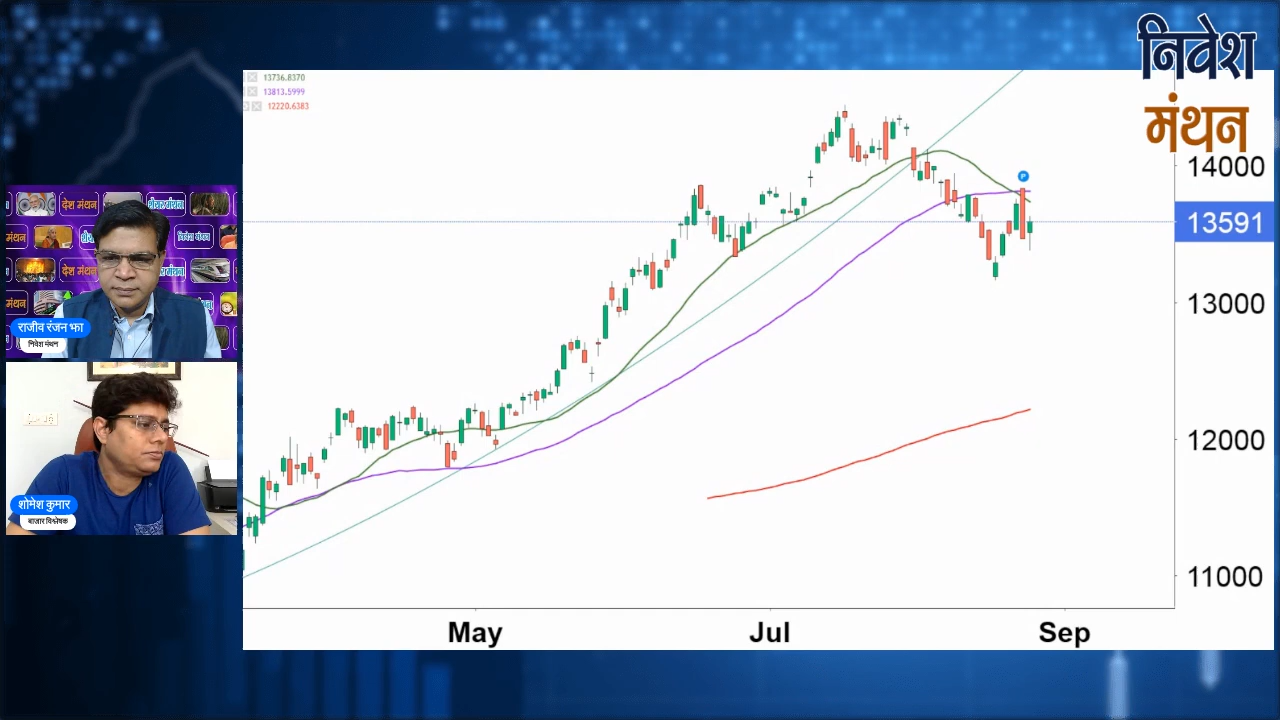 निवेश
मंथन
13736.8370
13813.5999
12220.6383
14000
13591
13000
12000
11000
May
Jul
Sep
P
देश मंथन
देश मंथन
राजीव रंजन झा
निवेश मंथन
शोमेश कुमार
बाजार विश्लेषक